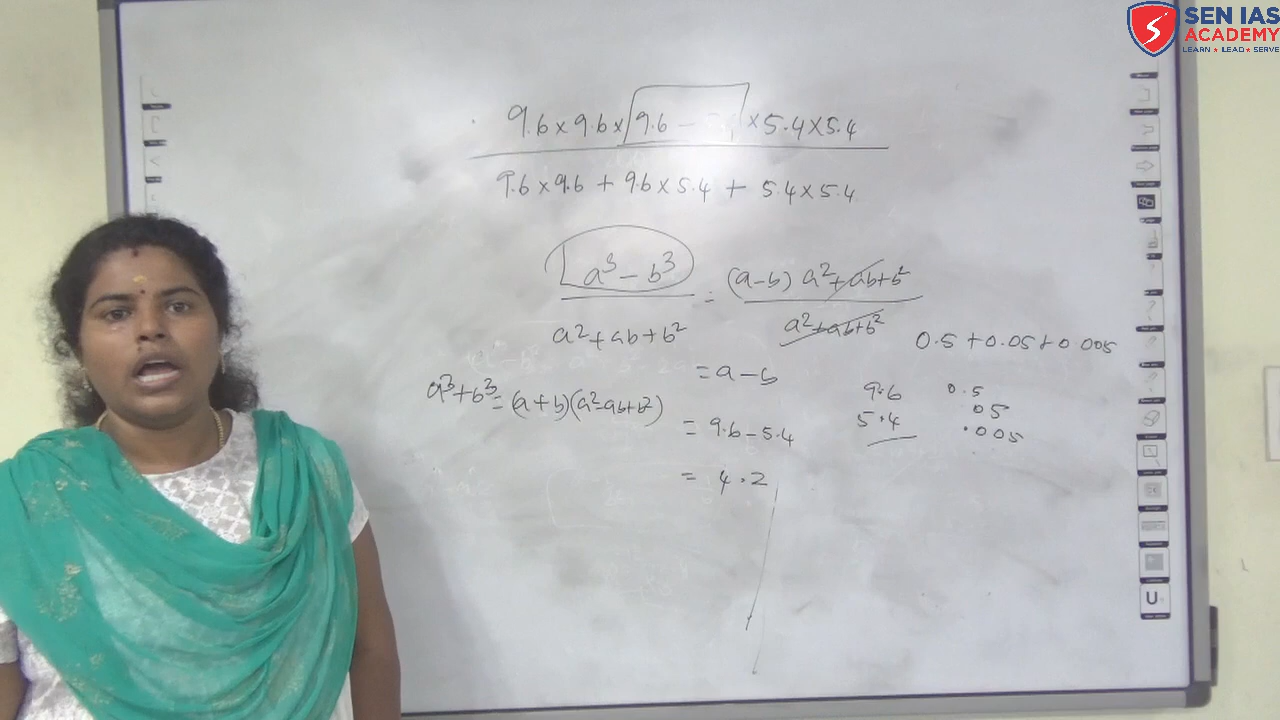 SEN IAS
ACADEMY
LEARN ★ LEAD ★ SERVE
9.6 x 9.6 x 9.6 - x 5.4 x 5.4
9.6 x 9.6 + 9.6 x 5.4 + 5.4 x 5.4
a³ - b³ = (a-b) a²+ab+b²
a²+ab+b² a²+ab+b²
0.5 + 0.05 + 0.005
= a - b
a³+b³ = (a+b)(a²-ab+b²)
= 9.6 - 5.4
= 4.2
9.6
5.4
0.5
05
.005
U